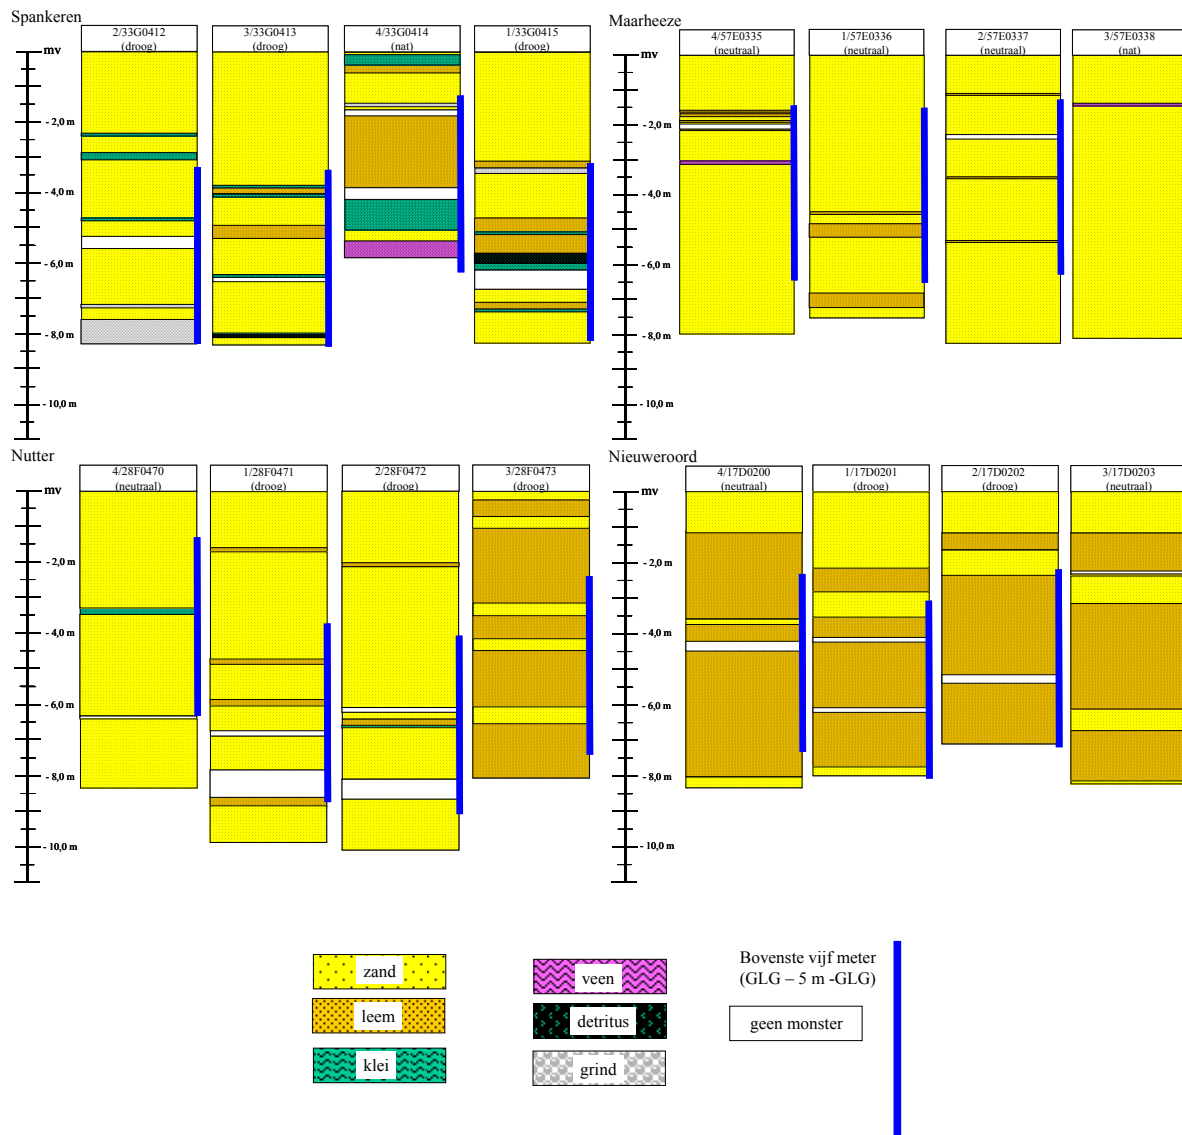 Spankeren
2/33G0412
(droog)
3/33G0413
(droog)
4/33G0414
(nat)
1/33G0415
(droog)
mv
- 2,0 m
- 4,0 m
- 6,0 m
- 8,0 m
- 10,0 m
Maarheeze
4/57E0335
(neutraal)
1/57E0336
(neutraal)
2/57E0337
(neutraal)
3/57E0338
(nat)
mv
- 2,0 m
- 4,0 m
- 6,0 m
- 8,0 m
- 10,0 m
Nutter
4/28F0470
(neutraal)
1/28F0471
(droog)
2/28F0472
(droog)
3/28F0473
(droog)
mv
- 2,0 m
- 4,0 m
- 6,0 m
- 8,0 m
- 10,0 m
Nieuweroord
4/17D0200
(neutraal)
1/17D0201
(droog)
2/17D0202
(droog)
3/17D0203
(neutraal)
mv
- 2,0 m
- 4,0 m
- 6,0 m
- 8,0 m
- 10,0 m
zand
leem
klei
veen
detritus
grind
Bovenste vijf meter
(GLG – 5 m -GLG)
geen monster